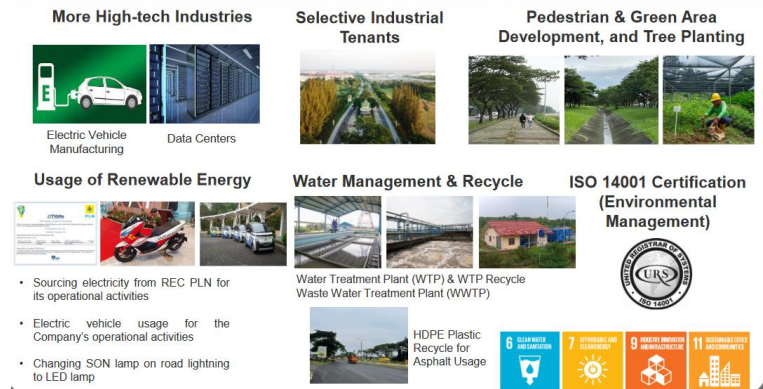 More High-tech Industries
Selective Industrial
Tenants
Pedestrian & Green Area
Development, and Tree Planting
E
Electric Vehicle
Manufacturing
Data Centers
Usage of Renewable Energy
Water Management & Recycle
ISO 14001 Certification
(Environmental
Management)
PLN
UNITED REGISTRAR OF SYSTEMS
URS
ISO 14001
Water Treatment Plant (WTP) & WTP Recycle
Waste Water Treatment Plant (WWTP)
• Sourcing electricity from REC PLN for
its operational activities
• Electric vehicle usage for the
Company's operational activities
• Changing SON lamp on road lightning
to LED lamp
HDPE Plastic
Recycle for
Asphalt Usage
6 CLEAN WATER
AND SANITATION
7 AFFORDABLE AND
CLEAN ENERGY
9 INDUSTRY, INNOVATION
AND INFRASTRUCTURE
11 SUSTAINABLE CITIES
AND COMMUNITIES